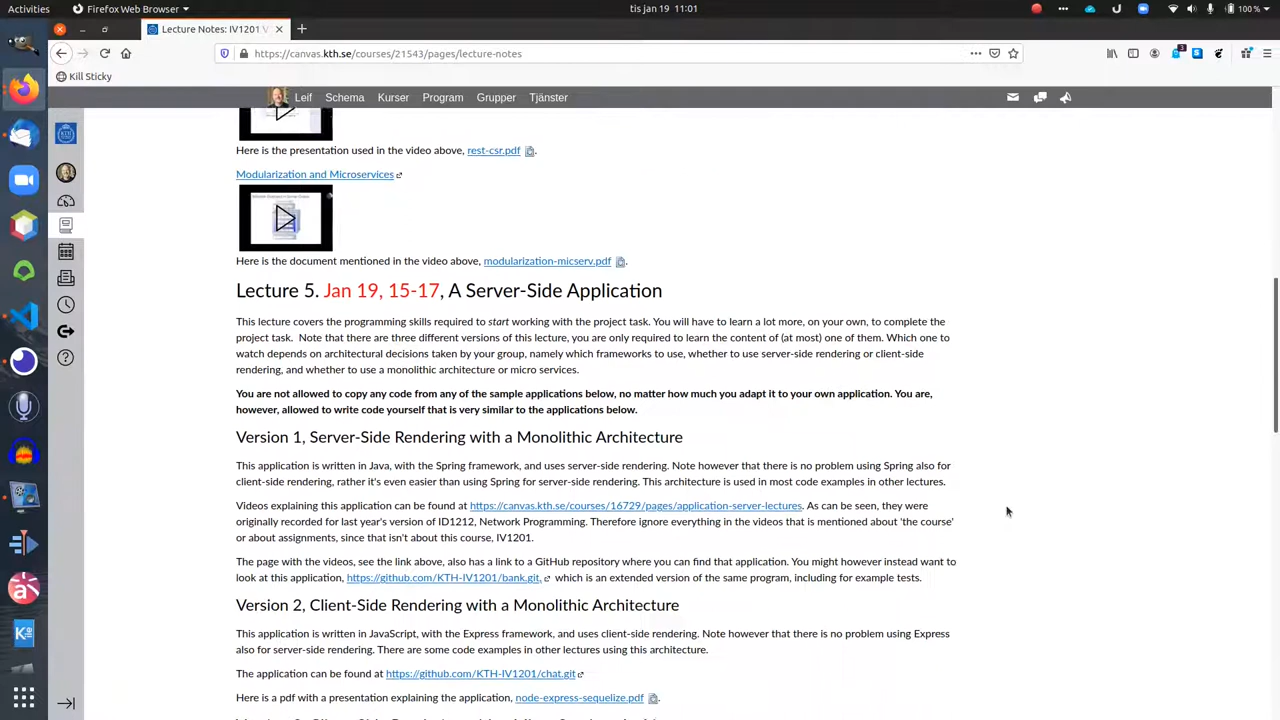 Activities Firefox Web Browser tis jan 19 11:01 100 %
Lecture Notes: IV1201 V
https://canvas.kth.se/courses/21543/pages/lecture-notes
Kill Sticky
Leif Schema Kurser Program Grupper Tjänster
Here is the presentation used in the video above, rest-csr.pdf .
Modularization and Microservices
Here is the document mentioned in the video above, modularization-micserv.pdf .
Lecture 5. Jan 19, 15-17, A Server-Side Application
This lecture covers the programming skills required to start working with the project task. You will have to learn a lot more, on your own, to complete the
project task. Note that there are three different versions of this lecture, you are only required to learn the content of (at most) one of them. Which one to
watch depends on architectural decisions taken by your group, namely which frameworks to use, whether to use server-side rendering or client-side
rendering, and whether to use a monolithic architecture or micro services.
You are not allowed to copy any code from any of the sample applications below, no matter how much you adapt it to your own application. You are,
however, allowed to write code yourself that is very similar to the applications below.
Version 1, Server-Side Rendering with a Monolithic Architecture
This application is written in Java, with the Spring framework, and uses server-side rendering. Note however that there is no problem using Spring also for
client-side rendering, rather it's even easier than using Spring for server-side rendering. This architecture is used in most code examples in other lectures.
Videos explaining this application can be found at https://canvas.kth.se/courses/16729/pages/application-server-lectures. As can be seen, they were
originally recorded for last year's version of ID1212, Network Programming. Therefore ignore everything in the videos that is mentioned about 'the course'
or about assignments, since that isn't about this course, IV1201.
The page with the videos, see the link above, also has a link to a GitHub repository where you can find that application. You might however instead want to
look at this application, https://github.com/KTH-IV1201/bank.git, which is an extended version of the same program, including for example tests.
Version 2, Client-Side Rendering with a Monolithic Architecture
This application is written in JavaScript, with the Express framework, and uses client-side rendering. Note however that there is no problem using Express
also for server-side rendering. There are some code examples in other lectures using this architecture.
The application can be found at https://github.com/KTH-IV1201/chat.git
Here is a pdf with a presentation explaining the application, node-express-sequelize.pdf .